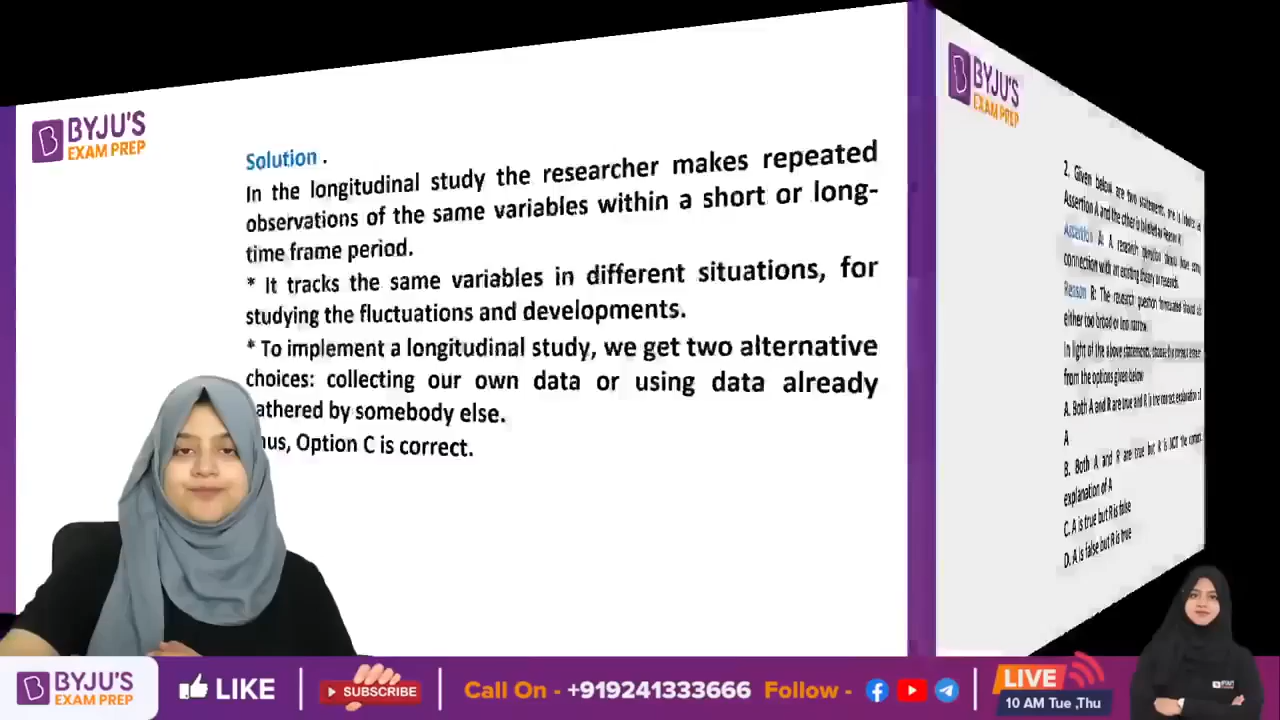 BYJU'S
EXAM PREP
Solution .
In the longitudinal study the researcher makes repeated
observations of the same variables within a short or long-
time frame period.
* It tracks the same variables in different situations, for
studying the fluctuations and developments.
* To implement a longitudinal study, we get two alternative
choices: collecting our own data or using data already
athered by somebody else.
us, Option C is correct.
BYJU'S
EXAM PREP
2. Given below are two statements, one is labeled as
Assertion A and the other is labeled as Reason R
Assertion A: A research question should have some
connection with an existing theory or research.
Reason R: The research question formulated should
either too broad or too narrow.
In light of the above statements, choose the correct answer
from the options given below
A. Both A and R are true and R is the correct explanation of
A
B. Both A and R are true but R is NOT the correct
explanation of A
C. A is true but R is false
D. A is false but R is true
BYJU'S
EXAM PREP
LIKE
SUBSCRIBE
Call On - +919241333666 Follow -
LIVE
10 AM Tue ,Thu